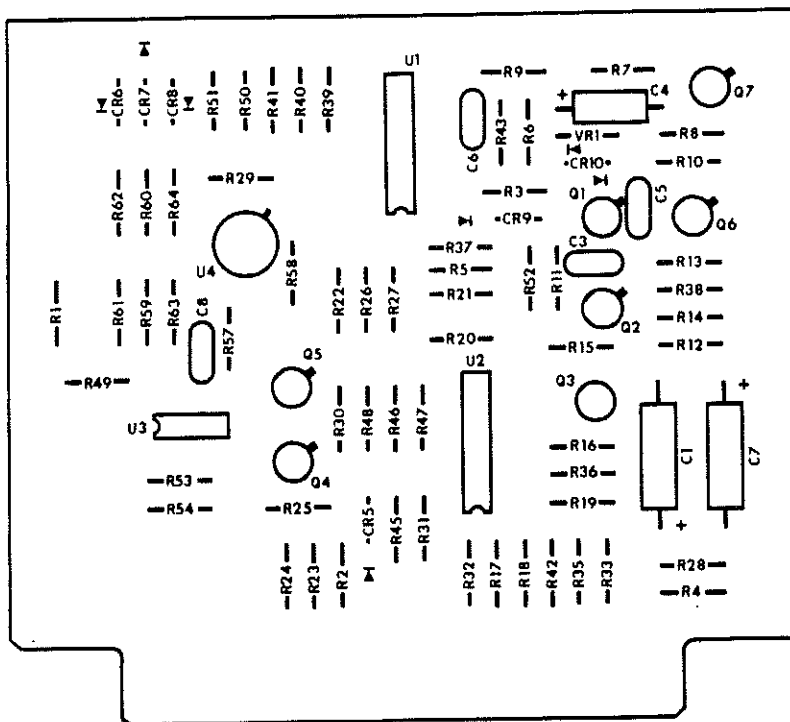 U1
R9
R7
C4
+
Q7
CR6
CR7
CR8
R51
R50
R41
R40
R39
C6
R43
R6
VR1
R8
CR10
R10
R29
R62
R60
R64
R3
Q1
C5
CR9
Q6
U4
R58
R37
C3
R5
R52
R11
R13
R1
R61
R59
R63
C8
R57
R22
R26
R27
R21
R38
Q2
R14
R20
R15
R12
R49
Q5
U2
Q3
+
U3
R30
R48
R46
R47
R16
C1
C7
Q4
R36
R53
R54
R25
CR5
R45
R31
R19
+
R24
R23
R2
R32
R17
R18
R42
R35
R33
R28
R4